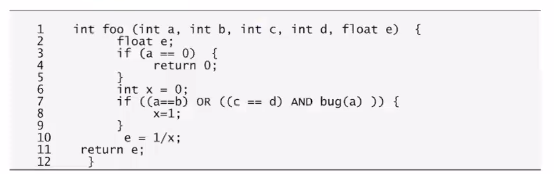 1 int foo (int a, int b, int c, int d, float e) {
2 float e;
3 if (a == 0) {
4 return 0;
5 }
6 int x = 0;
7 if ((a==b) OR ((c == d) AND bug(a) )) {
8 x=1;
9 }
10 e = 1/x;
11 return e;
12 }